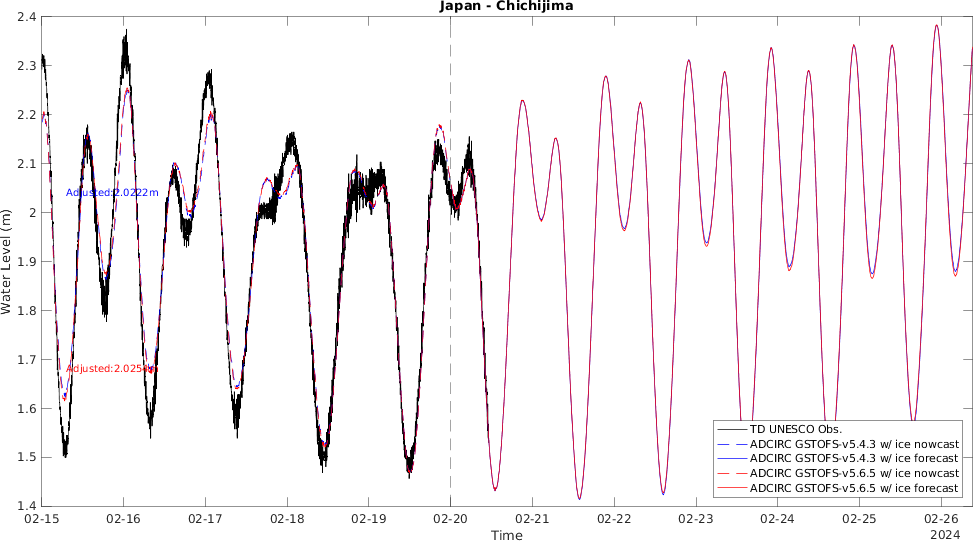 Japan - Chichijima
2.4
2.3
2.2
2.1
2
1.9
1.8
1.7
1.6
1.5
1.4
Water Level (m)
Adjusted:2.0222m
Adjusted:2.0254m
TD UNESCO Obs.
ADCIRC GSTOFS-v5.4.3 w/ ice nowcast
ADCIRC GSTOFS-v5.4.3 w/ ice forecast
ADCIRC GSTOFS-v5.6.5 w/ ice nowcast
ADCIRC GSTOFS-v5.6.5 w/ ice forecast
02-15 02-16 02-17 02-18 02-19 02-20 02-21 02-22 02-23 02-24 02-25 02-26
Time
2024